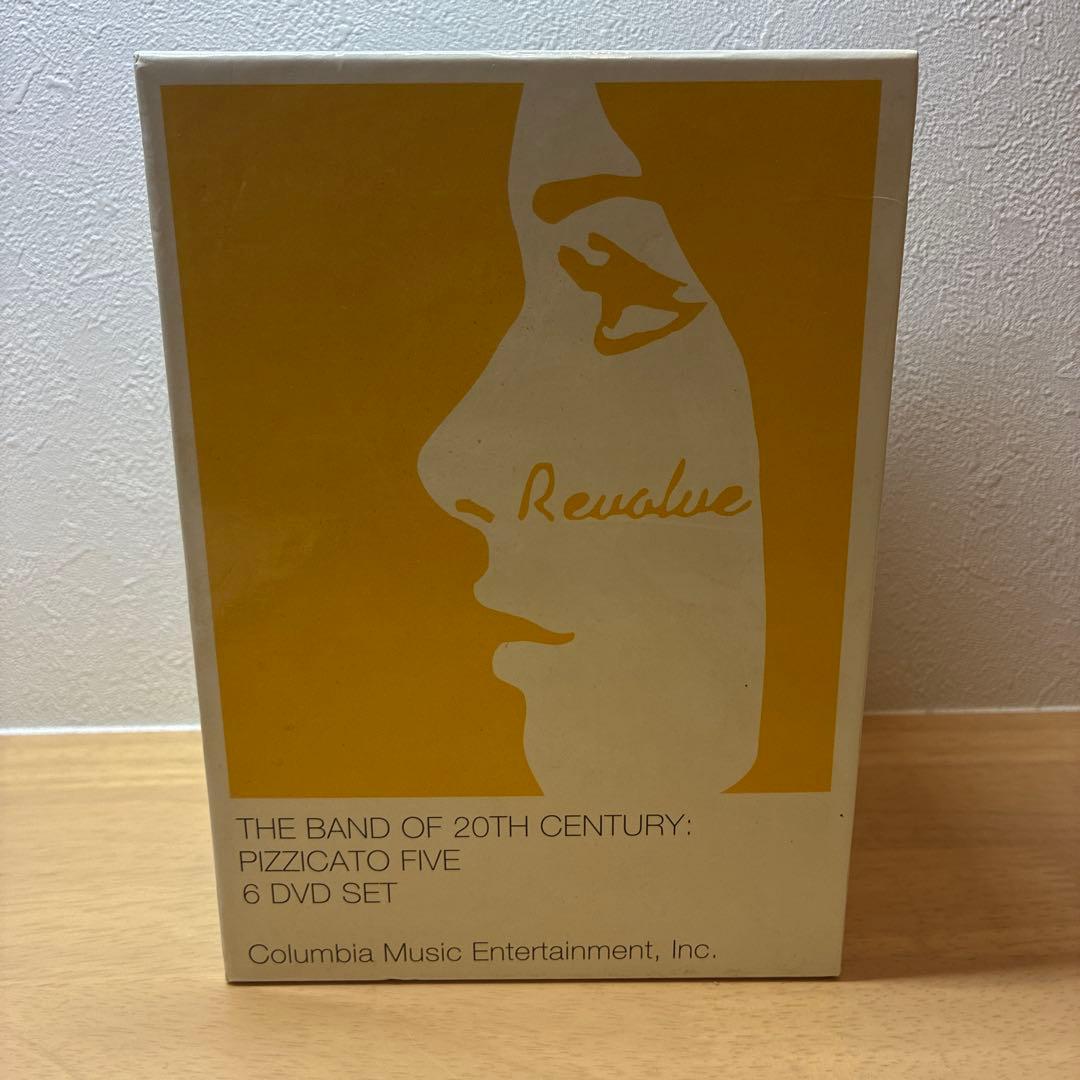 Revolve
THE BAND OF 20TH CENTURY:
PIZZICATO FIVE
6 DVD SET
Columbia Music Entertainment, Inc.